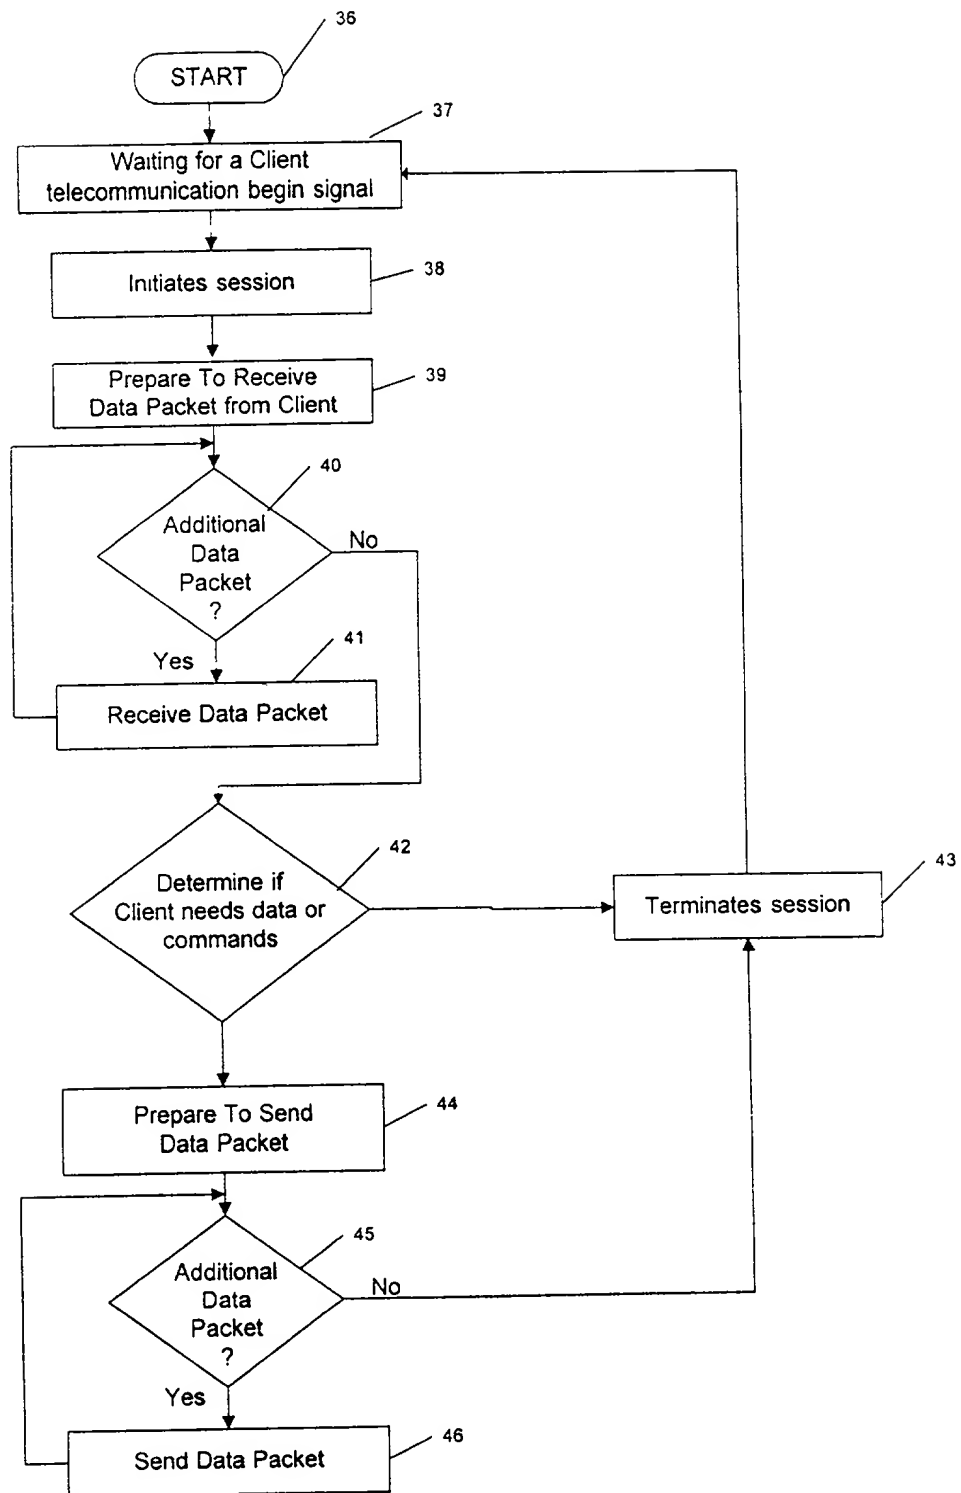 36
START
37
Waiting for a Client
telecommunication begin signal
38
Initiates session
39
Prepare To Receive
Data Packet from Client
40
Additional
Data
Packet
?
No
Yes
41
Receive Data Packet
42
Determine if
Client needs data or
commands
43
Terminates session
44
Prepare To Send
Data Packet
45
Additional
Data
Packet
?
No
Yes
46
Send Data Packet